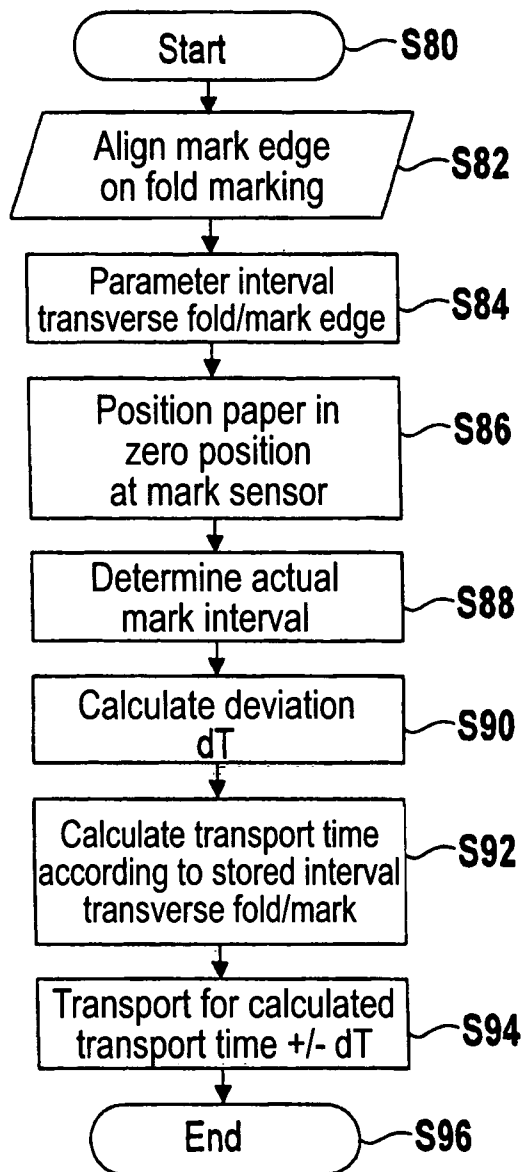 Start
S80
Align mark edge
on fold marking
S82
Parameter interval
transverse fold/mark edge
S84
Position paper in
zero position
at mark sensor
S86
Determine actual
mark interval
S88
Calculate deviation
dT
S90
Calculate transport time
according to stored interval
transverse fold/mark
S92
Transport for calculated
transport time +/- dT
S94
End
S96